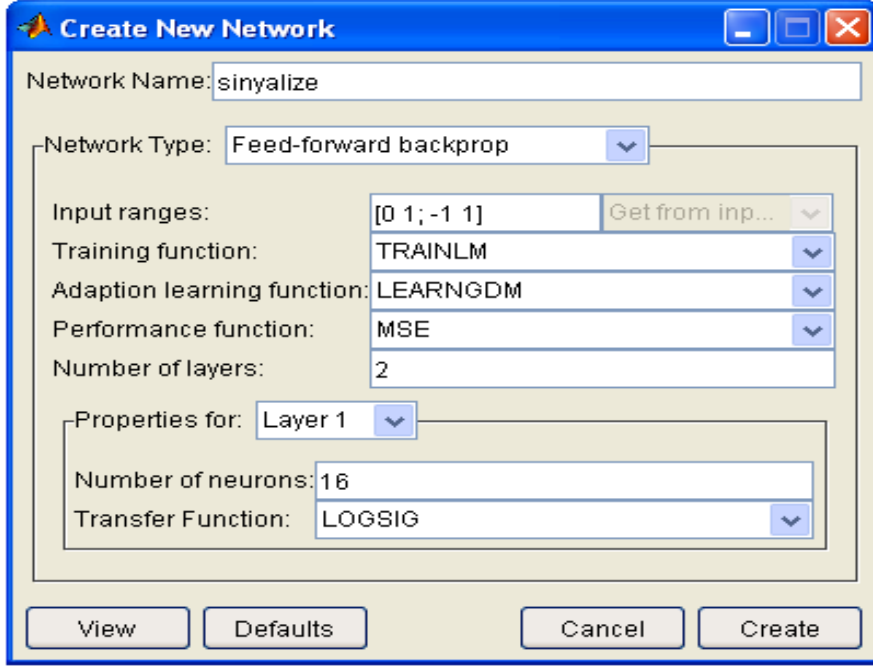 Create New Network
Network Name: sinyalize
Network Type: Feed-forward backprop
Input ranges: [0 1; -1 1] Get from inp...
Training function: TRAINLM
Adaption learning function: LEARNGDM
Performance function: MSE
Number of layers: 2
Properties for: Layer 1
Number of neurons: 16
Transfer Function: LOGSIG
View Defaults Cancel Create